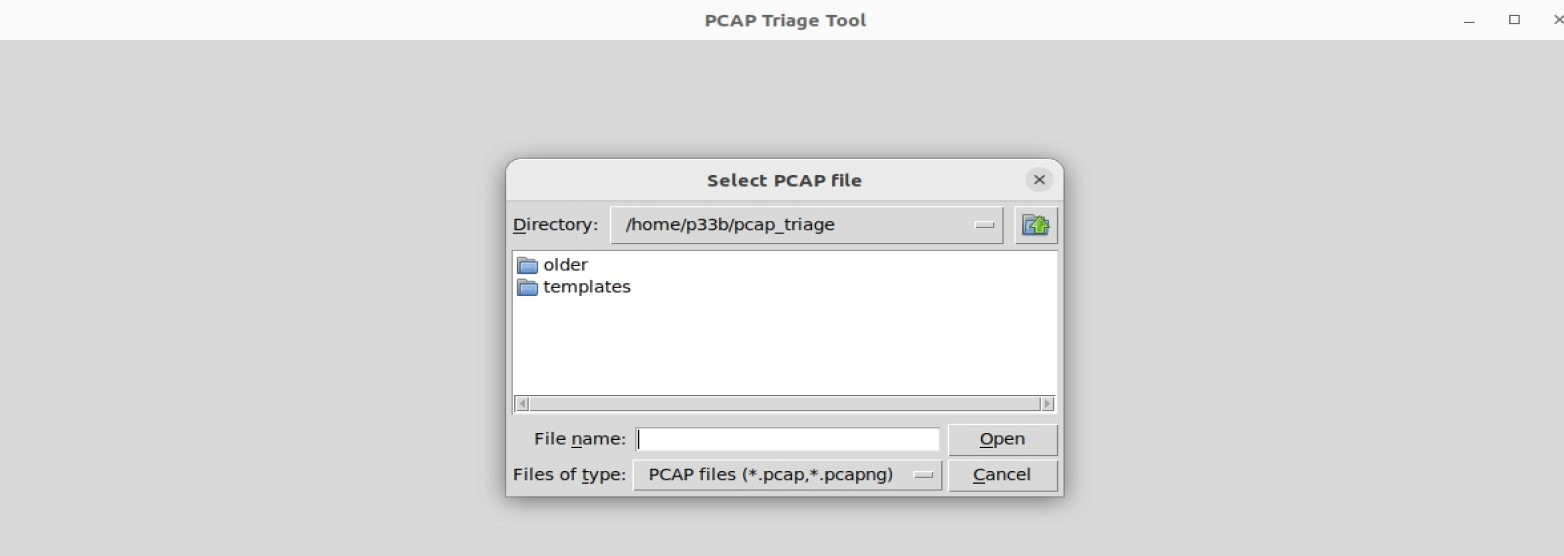 PCAP Triage Tool
Select PCAP file
Directory: /home/p33b/pcap_triage
older
templates
File name: Open
Files of type: PCAP files (*.pcap,*.pcapng) Cancel